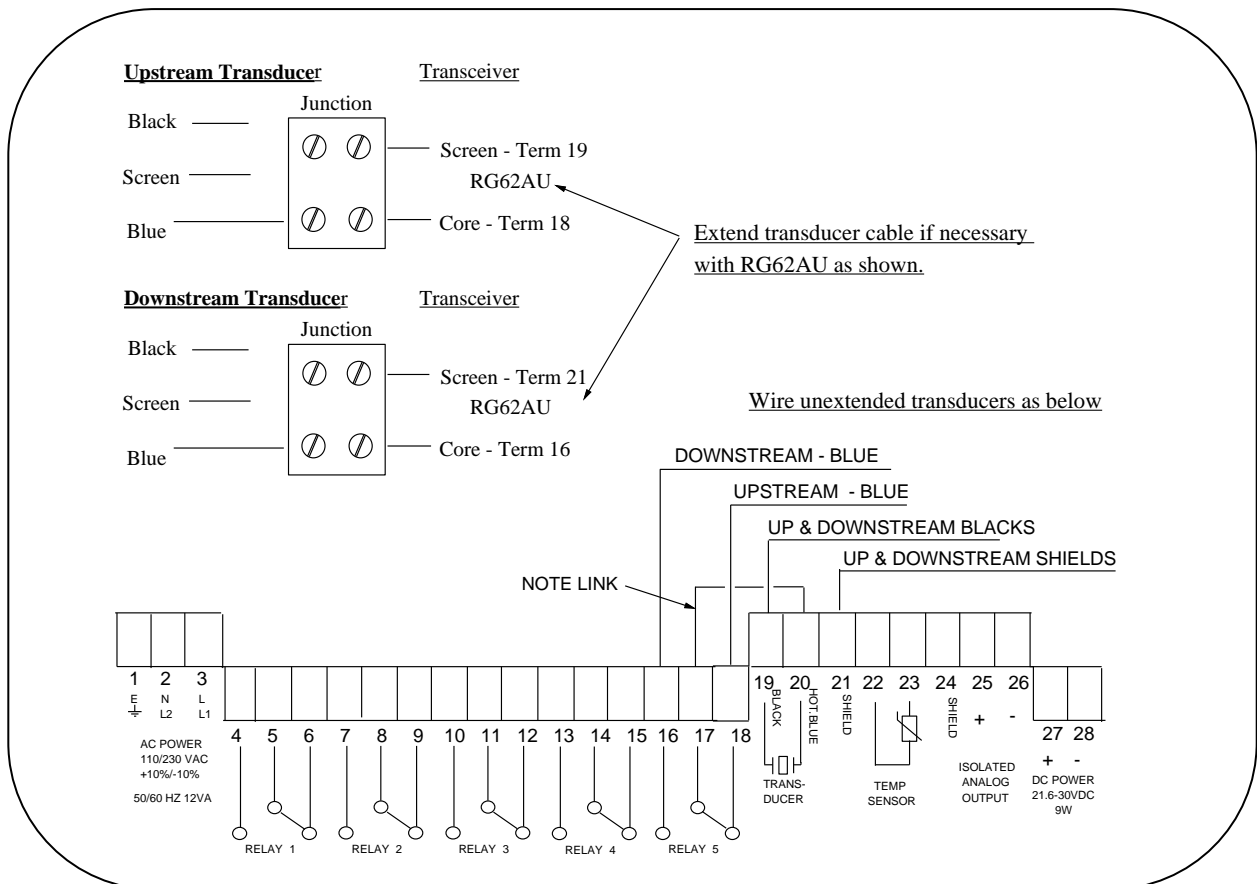 Upstream Transducer
Transceiver
Junction
Black
Screen
Blue
Screen - Term 19
RG62AU
Core - Term 18
Extend transducer cable if necessary
with RG62AU as shown.
Downstream Transducer
Transceiver
Junction
Black
Screen
Blue
Screen - Term 21
RG62AU
Core - Term 16
Wire unextended transducers as below
DOWNSTREAM - BLUE
UPSTREAM - BLUE
UP & DOWNSTREAM BLACKS
UP & DOWNSTREAM SHIELDS
NOTE LINK
1 2 3
E N L
L2 L1
AC POWER
110/230 VAC
+10%/-10%
50/60 HZ 12VA
4 5 6 7 8 9 10 11 12 13 14 15 16 17 18
RELAY 1
RELAY 2
RELAY 3
RELAY 4
RELAY 5
19 20 21 22 23 24 25 26
BLACK
HOT.BLUE
SHIELD
SHIELD
+ -
TRANS-
DUCER
TEMP
SENSOR
ISOLATED
ANALOG
OUTPUT
27 28
+ -
DC POWER
21.6-30VDC
9W